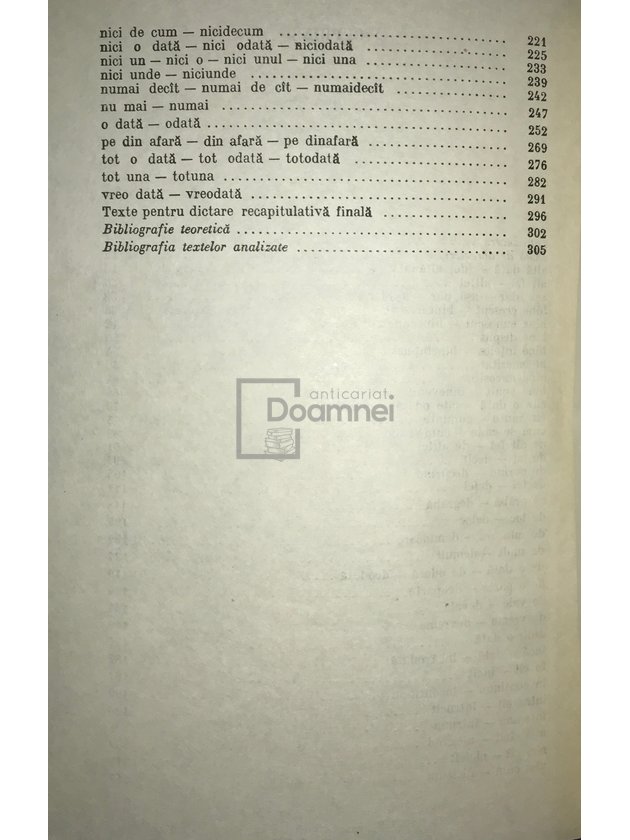 nici de cum — nicidecum ........ 221
nici o dată — nici odată — niciodată ........ 225
nici un — nici o — nici unul — nici una ........ 233
nici unde — niciunde ........ 239
numai decît — numai de cît — numaidecît ........ 242
nu mai — numai ........ 247
o dată — odată ........ 252
pe din afară — din afară — pe dinafară ........ 269
tot o dată — tot odată — totodată ........ 276
tot una — totuna ........ 282
vreo dată — vreodată ........ 291
Texte pentru dictare recapitulativă finală ........ 296
Bibliografie teoretică ........ 302
Bibliografia textelor analizate ........ 305
anticariat
Doamnei